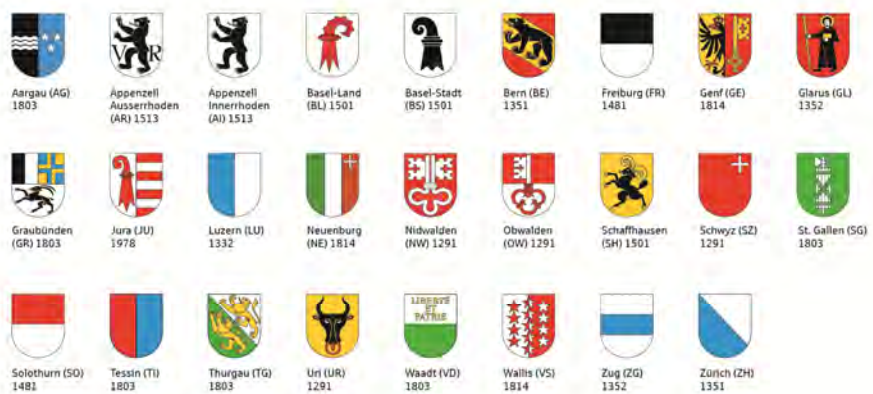 V R
Aargau (AG)
1803
Appenzell
Ausserrhoden
(AR) 1513
Appenzell
Innerrhoden
(AI) 1513
Basel-Land
(BL) 1501
Basel-Stadt
(BS) 1501
Bern (BE)
1351
Freiburg (FR)
1481
Genf (GE)
1814
Glarus (GL)
1352
Graubünden
(GR) 1803
Jura (JU)
1978
Luzern (LU)
1332
Neuenburg
(NE) 1814
Nidwalden
(NW) 1291
Obwalden
(OW) 1291
Schaffhausen
(SH) 1501
Schwyz (SZ)
1291
St. Gallen (SG)
1803
LIBERTÉ
ET
PATRIE
Solothurn (SO)
1481
Tessin (TI)
1803
Thurgau (TG)
1803
Uri (UR)
1291
Waadt (VD)
1803
Wallis (VS)
1814
Zug (ZG)
1352
Zürich (ZH)
1351